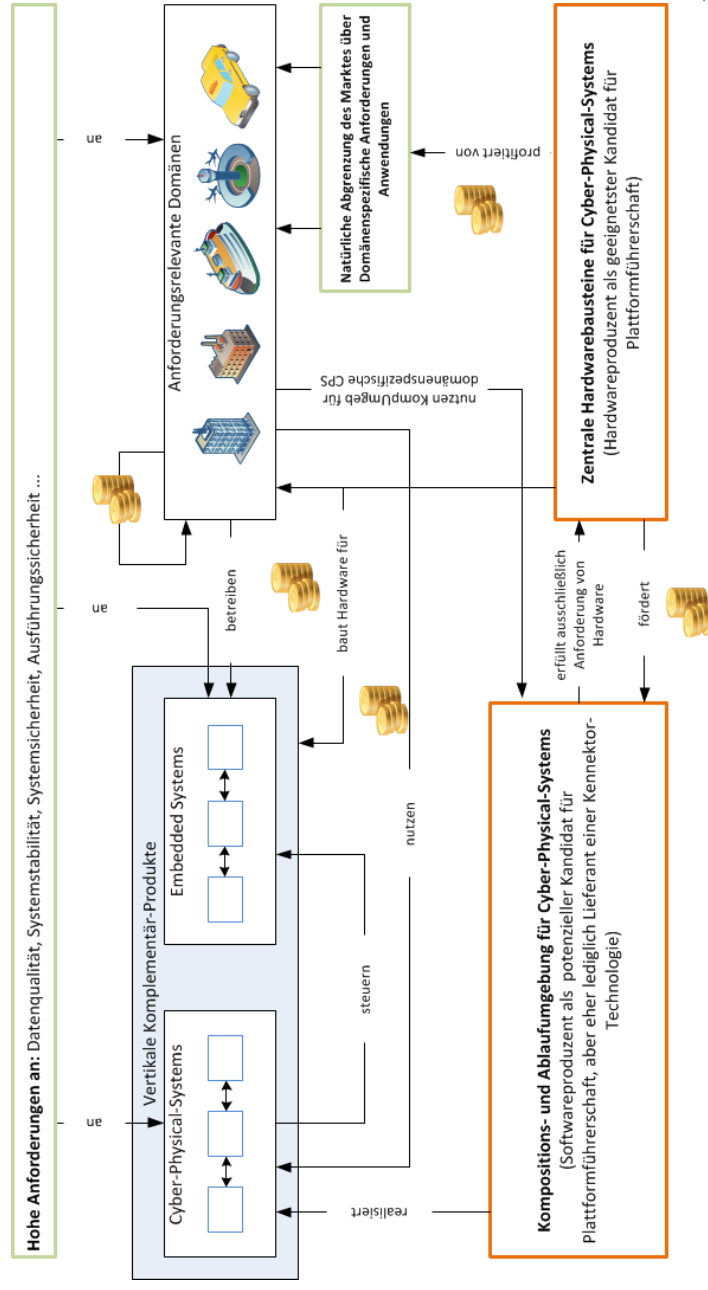 Hohe Anforderungen an: Datenqualität, Systemstabilität, Systemsicherheit, Ausführungssicherheit ...
an
an
an
Vertikale Komplementär-Produkte
Cyber-Physical-Systems
Embedded Systems
steuern
betreiben
Anforderungsrelevante Domänen
realisiert
nutzen
baut Hardware für
nutzen KompUmgeb für
domänenspezifische CPS
Natürliche Abgrenzung des Marktes über
Domänenspezifische Anforderungen und
Anwendungen
profitiert von
Kompositions- und Ablaufumgebung für Cyber-Physical-Systems
(Softwareproduzent als potenzieller Kandidat für
Plattformführerschaft, aber eher lediglich Lieferant einer Kennektor-
Technologie)
erfüllt ausschließlich
Anforderung von
Hardware
fördert
Zentrale Hardwarebausteine für Cyber-Physical-Systems
(Hardwareproduzent als geeignetster Kandidat für
Plattformführerschaft)